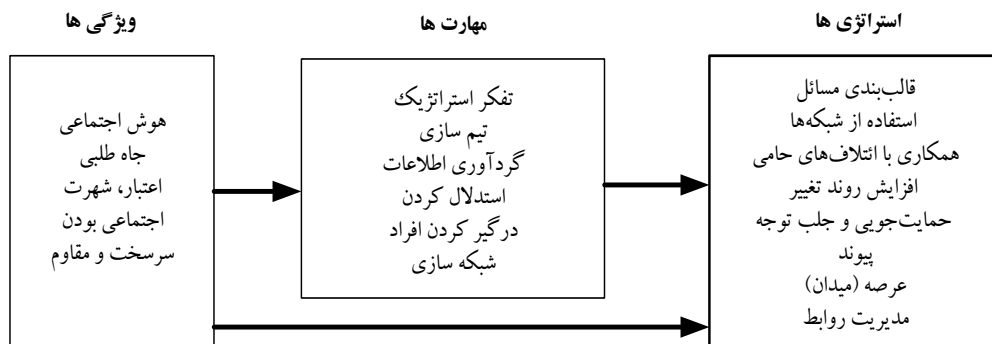 ویژگی ها
هوش اجتماعی
جاه طلبی
اعتبار، شهرت
اجتماعی بودن
سرسخت و مقاوم
مهارت ها
تفکر استراتژیک
تیم سازی
گردآوری اطلاعات
استدلال کردن
درگیر کردن افراد
شبکه سازی
استراتژی ها
قالب‌بندی مسائل
استفاده از شبکه‌ها
همکاری با ائتلاف‌های حامی
افزایش روند تغییر
حمایت‌جویی و جلب توجه
پیوند
عرصه (میدان)
مدیریت روابط